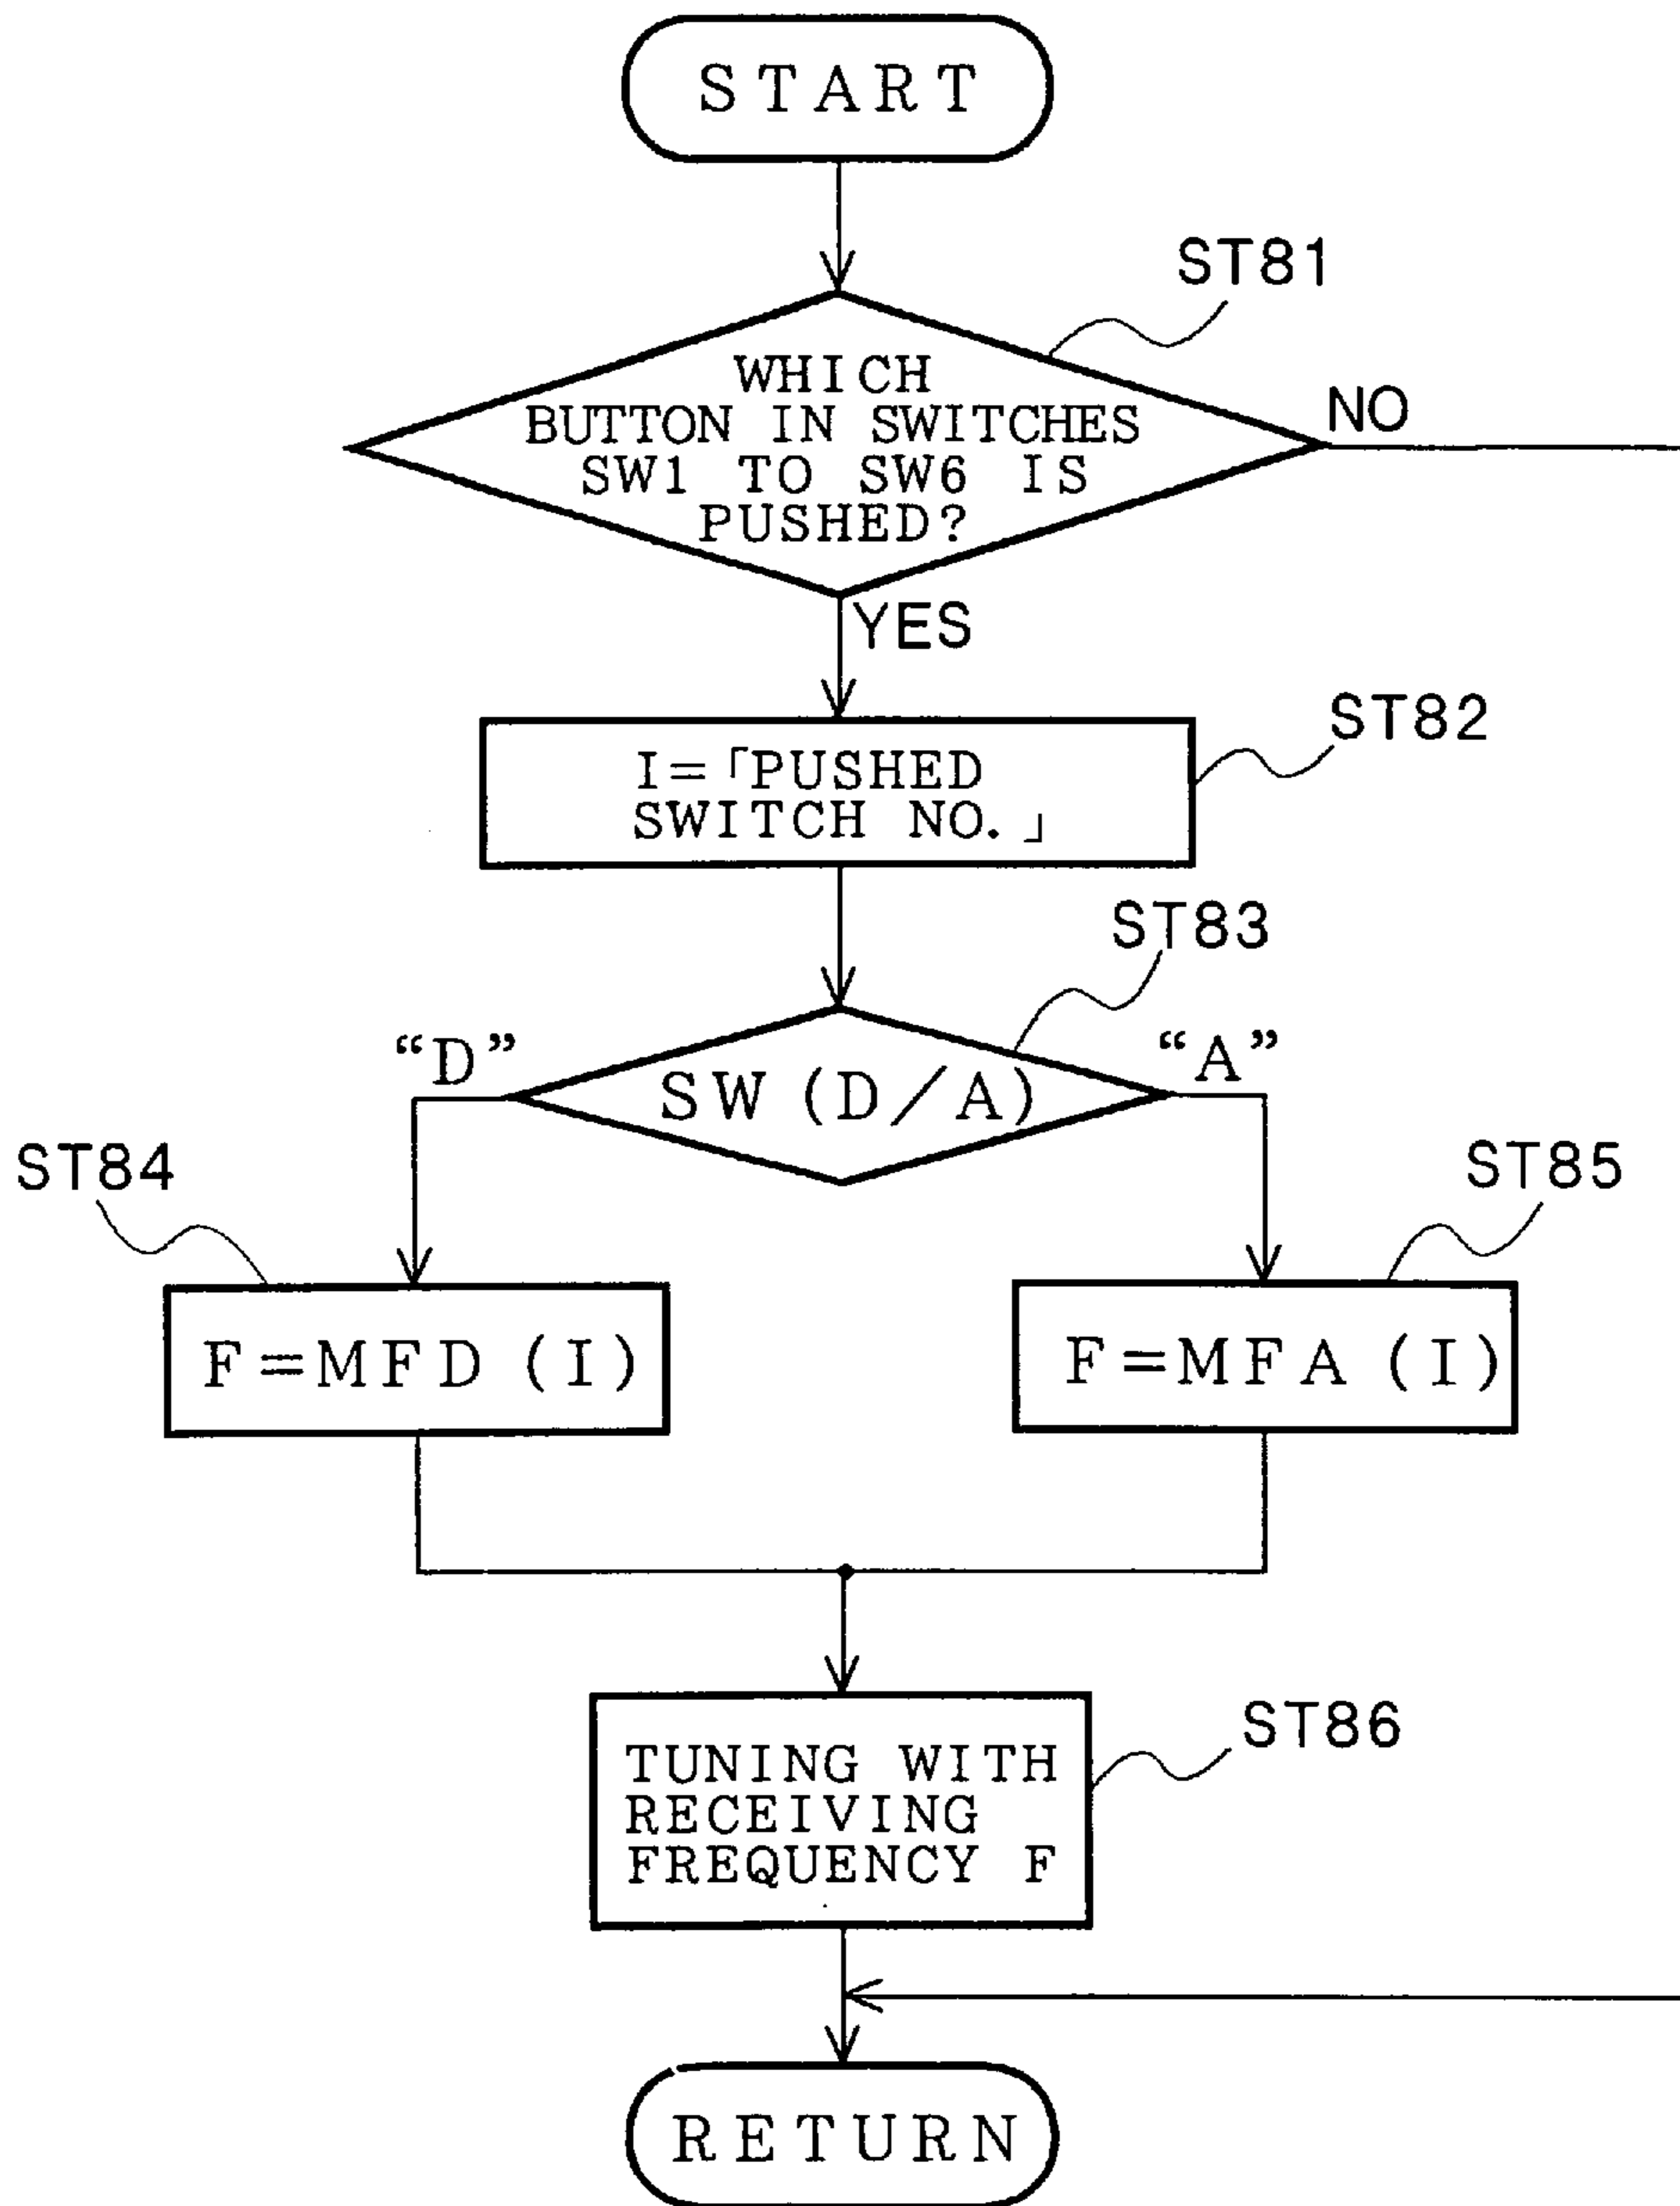 START
ST81
WHICH
BUTTON IN SWITCHES
SW1 TO SW6 IS
PUSHED?
NO
YES
ST82
I=「PUSHED
SWITCH NO.」
ST83
“D”
“A”
SW (D/A)
ST84
ST85
F=MFD (I)
F=MFA (I)
ST86
TUNING WITH
RECEIVING
FREQUENCY F
RETURN